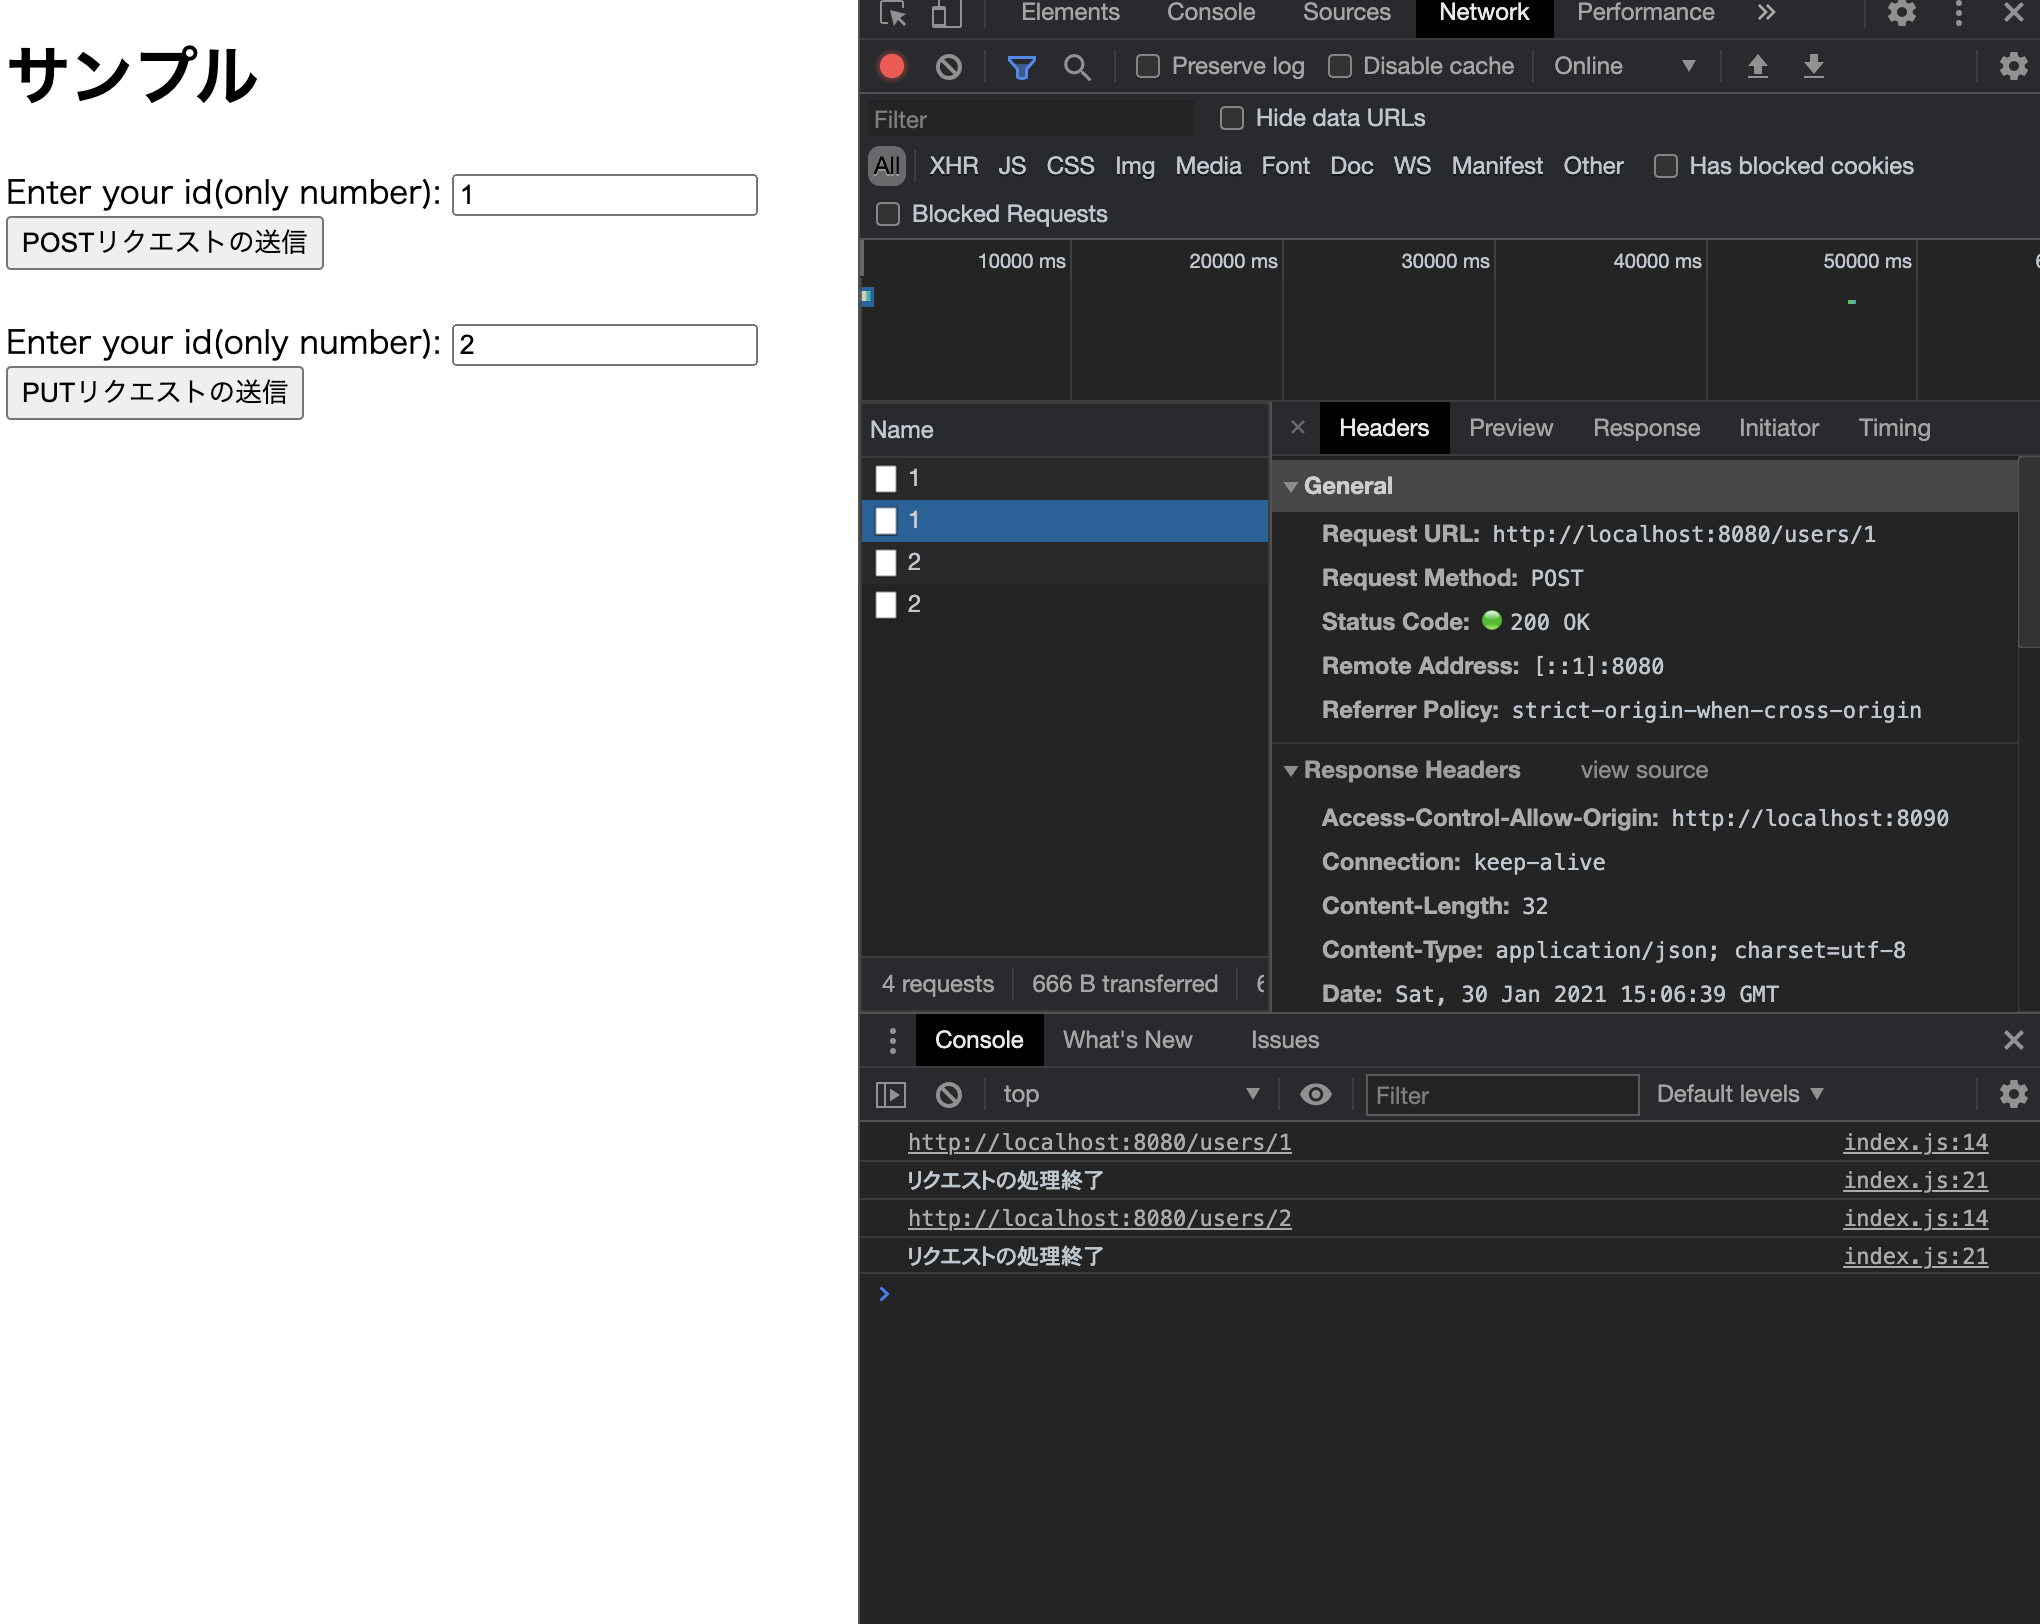 サンプル
Enter your id(only number): 1
POSTリクエストの送信
Enter your id(only number): 2
PUTリクエストの送信
Elements Console Sources Network Performance
Preserve log Disable cache Online
Filter Hide data URLs
All XHR JS CSS Img Media Font Doc WS Manifest Other Has blocked cookies
Blocked Requests
10000 ms 20000 ms 30000 ms 40000 ms 50000 ms
Name
1
1
2
2
4 requests 666 B transferred
Headers Preview Response Initiator Timing
General
Request URL: http://localhost:8080/users/1
Request Method: POST
Status Code: 200 OK
Remote Address: [::1]:8080
Referrer Policy: strict-origin-when-cross-origin
Response Headers view source
Access-Control-Allow-Origin: http://localhost:8090
Connection: keep-alive
Content-Length: 32
Content-Type: application/json; charset=utf-8
Date: Sat, 30 Jan 2021 15:06:39 GMT
Console What's New Issues
top Filter Default levels
http://localhost:8080/users/1 index.js:14
リクエストの処理終了 index.js:21
http://localhost:8080/users/2 index.js:14
リクエストの処理終了 index.js:21